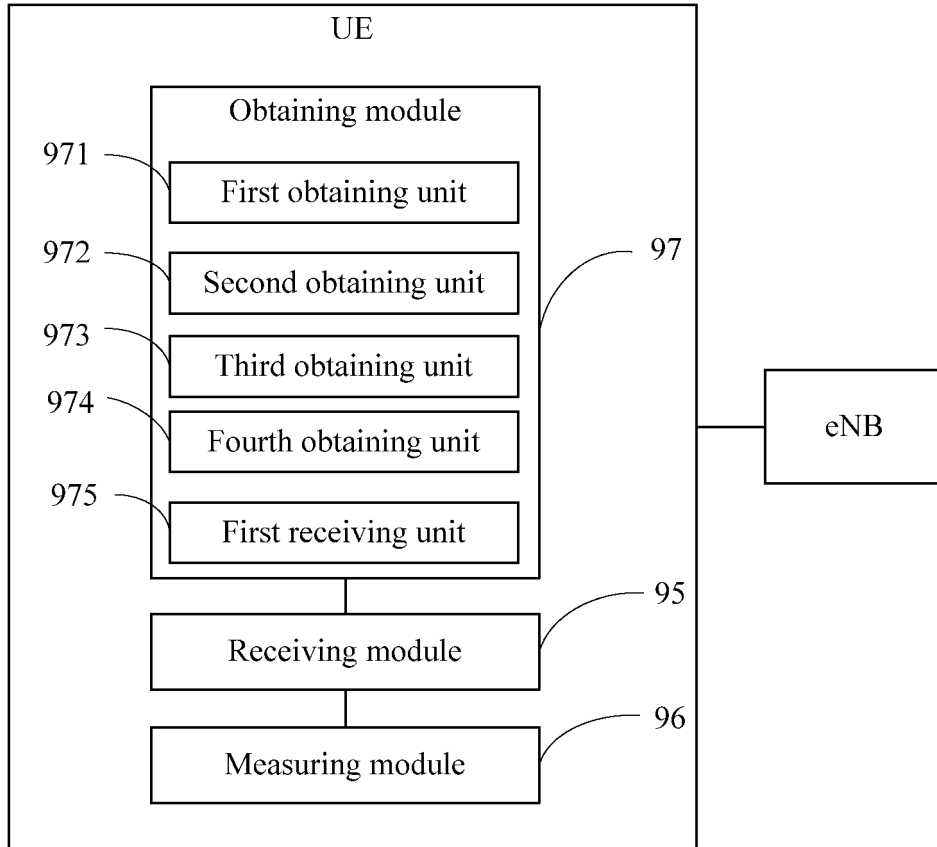 UE
Obtaining module
971
First obtaining unit
972
Second obtaining unit
97
973
Third obtaining unit
974
Fourth obtaining unit
eNB
975
First receiving unit
95
Receiving module
96
Measuring module